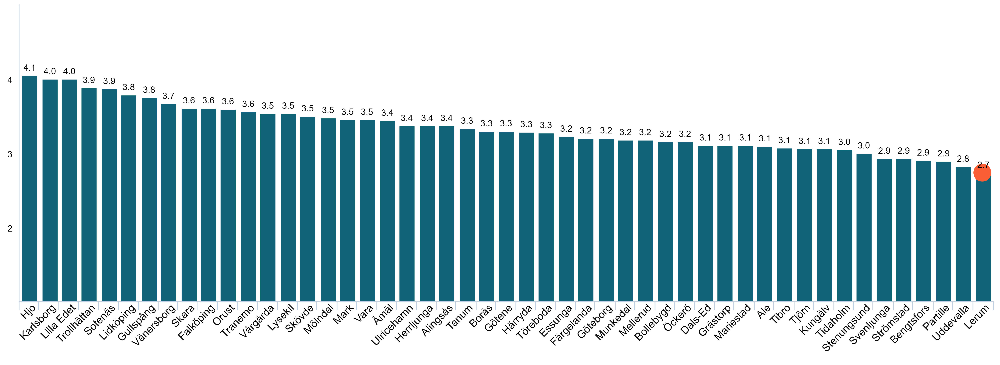 4.1 4.0 4.0 3.9 3.9 3.8 3.8 3.7 3.6 3.6 3.6 3.6 3.5 3.5 3.5 3.5 3.5 3.5 3.4 3.4 3.4 3.4 3.3 3.3 3.3 3.3 3.3 3.2 3.2 3.2 3.2 3.2 3.2 3.2 3.1 3.1 3.1 3.1 3.1 3.1 3.1 3.0 3.0 2.9 2.9 2.9 2.9 2.8 2.7
4
3
2
Hjo
Karlsborg
Lilla Edet
Trollhättan
Sotenäs
Lidköping
Gullspång
Vänersborg
Skara
Falköping
Orust
Tranemo
Vårgårda
Lysekil
Skövde
Mölndal
Mark
Vara
Åmål
Ulricehamn
Herrljunga
Alingsås
Tanum
Borås
Götene
Härryda
Töreboda
Essunga
Färgelanda
Göteborg
Munkedal
Mellerud
Bollebygd
Öckerö
Dals-Ed
Grästorp
Mariestad
Ale
Tibro
Tjörn
Kungälv
Tidaholm
Stenungsund
Svenljunga
Strömstad
Bengtsfors
Partille
Uddevalla
Lerum